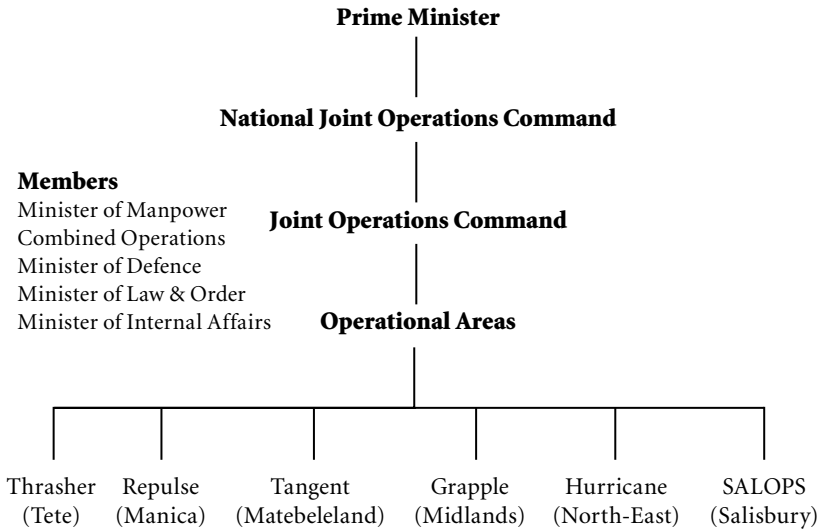 Prime Minister
National Joint Operations Command
Members
Minister of Manpower
Combined Operations
Minister of Defence
Minister of Law & Order
Minister of Internal Affairs
Joint Operations Command
Operational Areas
Thrasher
(Tete)
Repulse
(Manica)
Tangent
(Matebeleland)
Grapple
(Midlands)
Hurricane
(North-East)
SALOPS
(Salisbury)